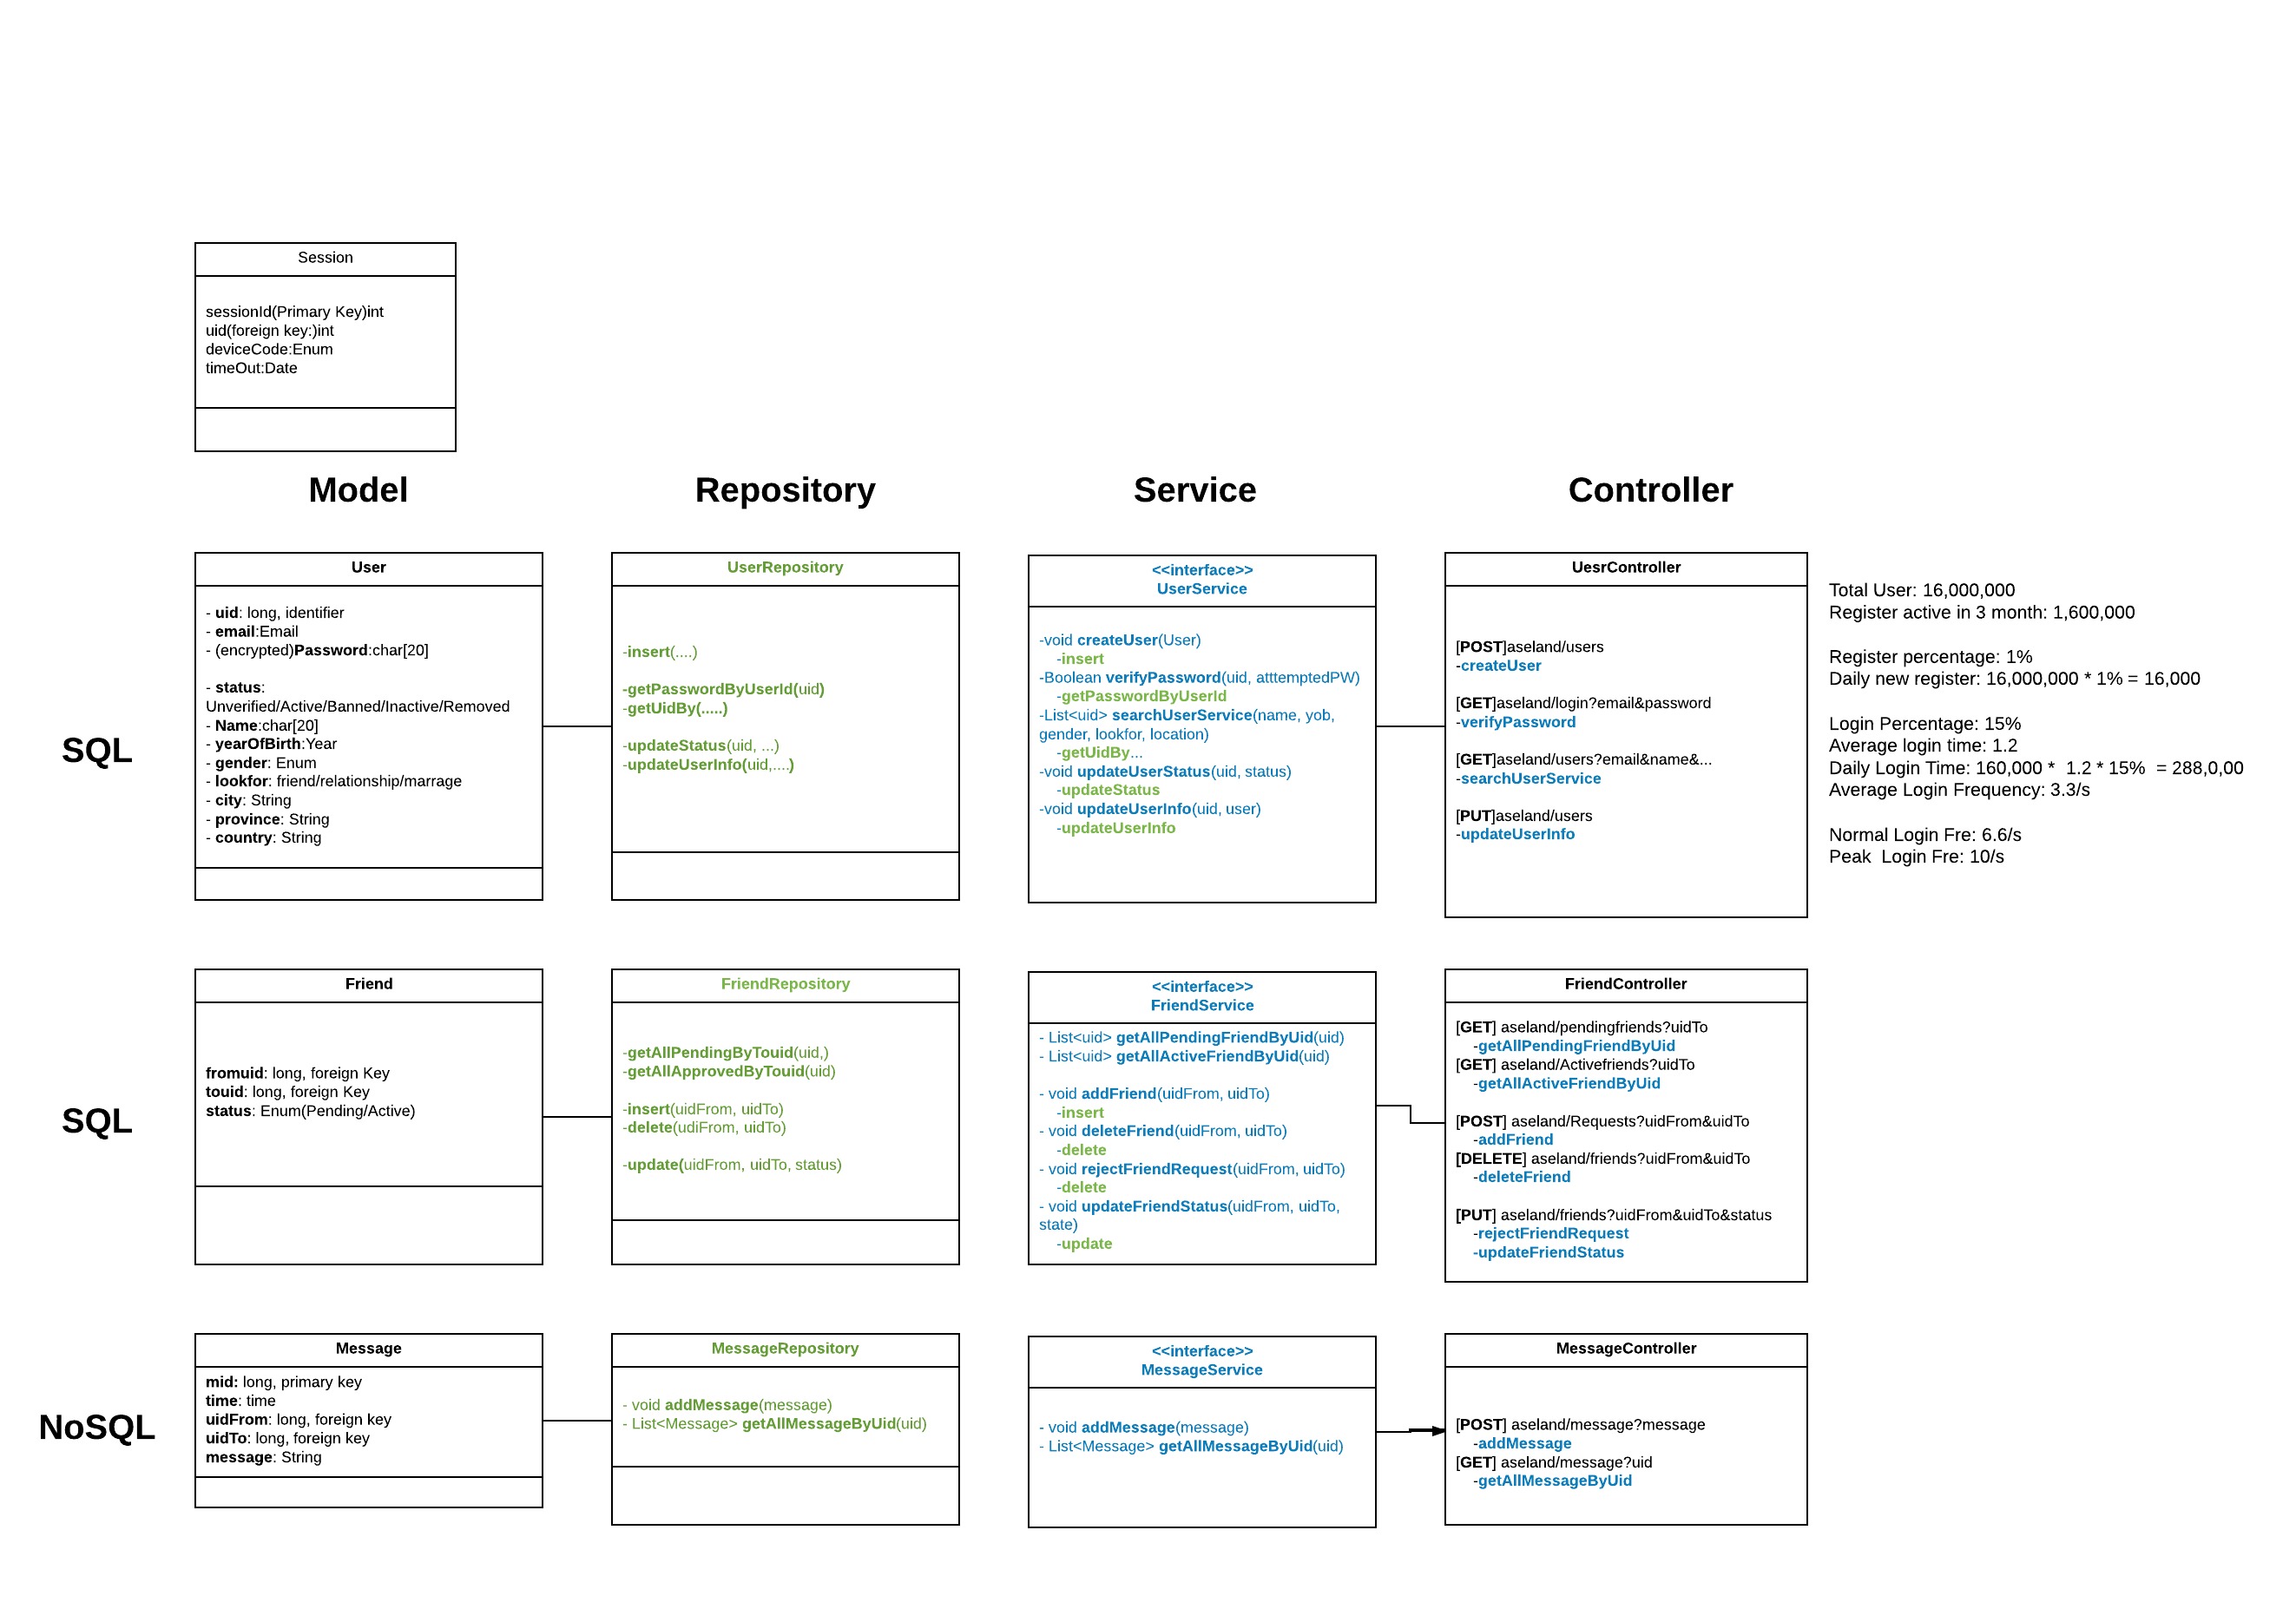 Session
sessionId(Primary Key)int
uid(foreign key:)int
deviceCode:Enum
timeOut:Date
Model
Repository
Service
Controller
SQL
User
- uid: long, identifier
- email:Email
- (encrypted)Password:char[20]
- status:
Unverified/Active/Banned/Inactive/Removed
- Name:char[20]
- yearOfBirth:Year
- gender: Enum
- lookfor: friend/relationship/marrage
- city: String
- province: String
- country: String
UserRepository
-insert(....)
-getPasswordByUserId(uid)
-getUidBy(.....)
-updateStatus(uid, ...)
-updateUserInfo(uid,....)
<<interface>>
UserService
-void createUser(User)
-insert
-Boolean verifyPassword(uid, atttemptedPW)
-getPasswordByUserId
-List<uid> searchUserService(name, yob,
gender, lookfor, location)
-getUidBy...
-void updateUserStatus(uid, status)
-updateStatus
-void updateUserInfo(uid, user)
-updateUserInfo
UesrController
[POST]aseland/users
-createUser
[GET]aseland/login?email&password
-verifyPassword
[GET]aseland/users?email&name&...
-searchUserService
[PUT]aseland/users
-updateUserInfo
Total User: 16,000,000
Register active in 3 month: 1,600,000
Register percentage: 1%
Daily new register: 16,000,000 * 1% = 16,000
Login Percentage: 15%
Average login time: 1.2
Daily Login Time: 160,000 *  1.2 * 15%  = 288,0,00
Average Login Frequency: 3.3/s
Normal Login Fre: 6.6/s
Peak  Login Fre: 10/s
SQL
Friend
fromuid: long, foreign Key
touid: long, foreign Key
status: Enum(Pending/Active)
FriendRepository
-getAllPendingByTouid(uid,)
-getAllApprovedByTouid(uid)
-insert(uidFrom, uidTo)
-delete(udiFrom, uidTo)
-update(uidFrom, uidTo, status)
<<interface>>
FriendService
- List<uid> getAllPendingFriendByUid(uid)
- List<uid> getAllActiveFriendByUid(uid)
- void addFriend(uidFrom, uidTo)
-insert
- void deleteFriend(uidFrom, uidTo)
-delete
- void rejectFriendRequest(uidFrom, uidTo)
-delete
- void updateFriendStatus(uidFrom, uidTo,
state)
-update
FriendController
[GET] aseland/pendingfriends?uidTo
-getAllPendingFriendByUid
[GET] aseland/Activefriends?uidTo
-getAllActiveFriendByUid
[POST] aseland/Requests?uidFrom&uidTo
-addFriend
[DELETE] aseland/friends?uidFrom&uidTo
-deleteFriend
[PUT] aseland/friends?uidFrom&uidTo&status
-rejectFriendRequest
-updateFriendStatus
NoSQL
Message
mid: long, primary key
time: time
uidFrom: long, foreign key
uidTo: long, foreign key
message: String
MessageRepository
- void addMessage(message)
- List<Message> getAllMessageByUid(uid)
<<interface>>
MessageService
- void addMessage(message)
- List<Message> getAllMessageByUid(uid)
MessageController
[POST] aseland/message?message
-addMessage
[GET] aseland/message?uid
-getAllMessageByUid